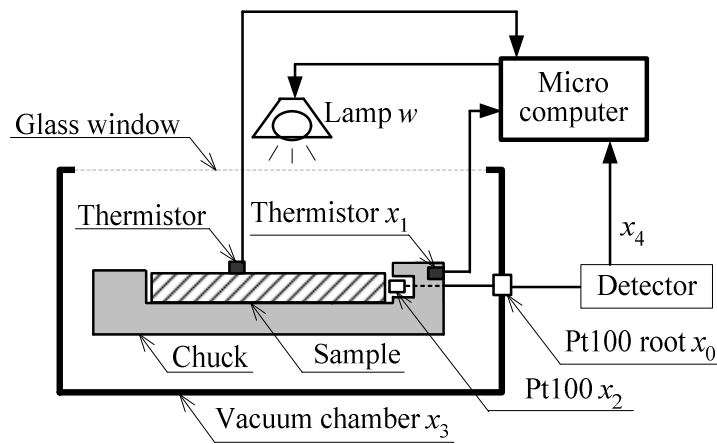 Micro
computer
Lamp w
Glass window
Thermistor
Thermistor x₁
x₄
Detector
Chuck
Sample
Pt100 root x₀
Pt100 x₂
Vacuum chamber x₃